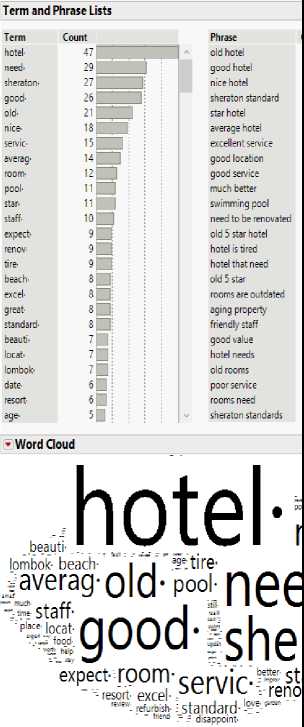 Term and Phrase Lists
Term Count Phrase
hotel· 47 old hotel
need· 29 good hotel
sheraton· 27 nice hotel
good· 26 sheraton standard
old· 21 star hotel
nice· 18 average hotel
servic· 15 excellent service
averag· 14 good location
room· 12 good service
pool· 11 much better
star· 11 swimming pool
staff· 10 need to be renovated
expect· 9 old 5 star hotel
renov· 9 hotel is tired
tire· 9 hotel that need
beach· 8 old 5 star
excel· 8 rooms are outdated
great· 8 aging property
standard· 8 friendly staff
beauti· 7 good value
locat· 7 hotel needs
lombok· 7 old rooms
date· 6 poor service
resort· 6 rooms need
age· 5 sheraton standards
Word Cloud
hotel·
beauti·
lombok· beach· age· tire·
averag· old· pool· nee
much
time
staff·
place locat·
food·
help
good· she
expect· room· servic· better st
reno
resort· excel· standard· love·
review· refurbish· disappoint·
friend·